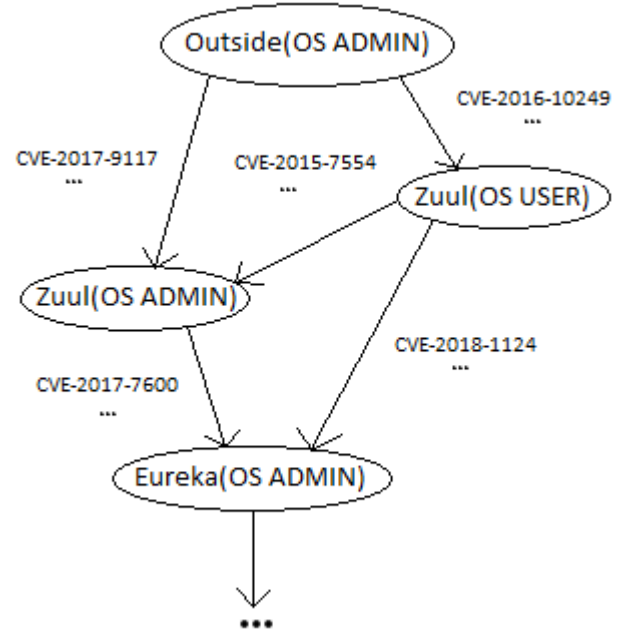 Outside(OS ADMIN)
CVE-2016-10249
...
CVE-2017-9117
...
CVE-2015-7554
...
Zuul(OS USER)
Zuul(OS ADMIN)
CVE-2018-1124
...
CVE-2017-7600
...
Eureka(OS ADMIN)
...